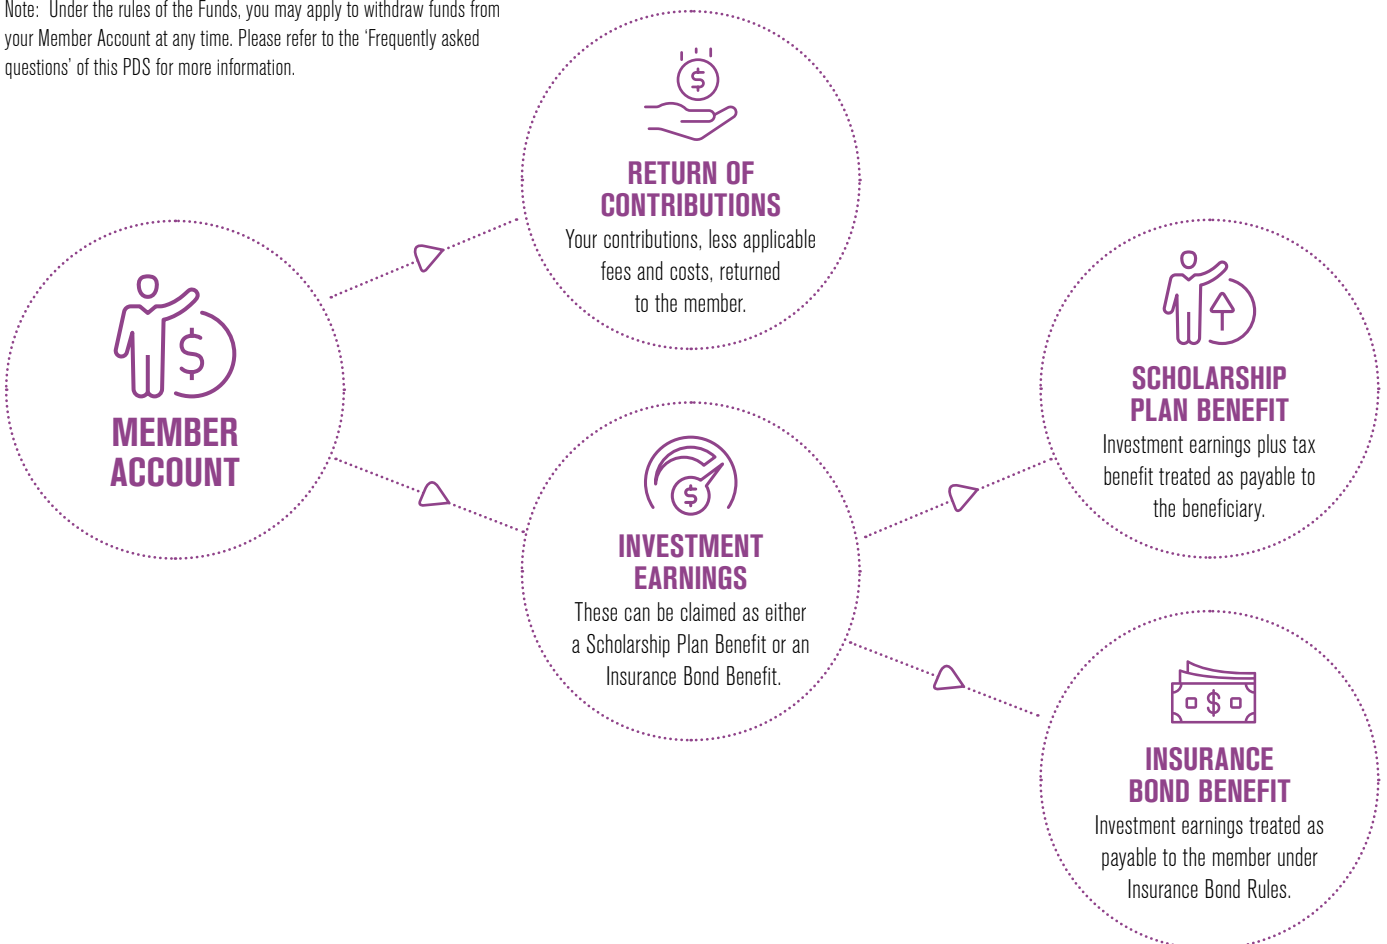 Note: Under the rules of the Funds, you may apply to withdraw funds from
your Member Account at any time. Please refer to the ‘Frequently asked
questions’ of this PDS for more information.
$
RETURN OF
CONTRIBUTIONS
Your contributions, less applicable
fees and costs, returned
to the member.
$
MEMBER
ACCOUNT
$
INVESTMENT
EARNINGS
These can be claimed as either
a Scholarship Plan Benefit or an
Insurance Bond Benefit.
SCHOLARSHIP
PLAN BENEFIT
Investment earnings plus tax
benefit treated as payable to
the beneficiary.
$
INSURANCE
BOND BENEFIT
Investment earnings treated as
payable to the member under
Insurance Bond Rules.